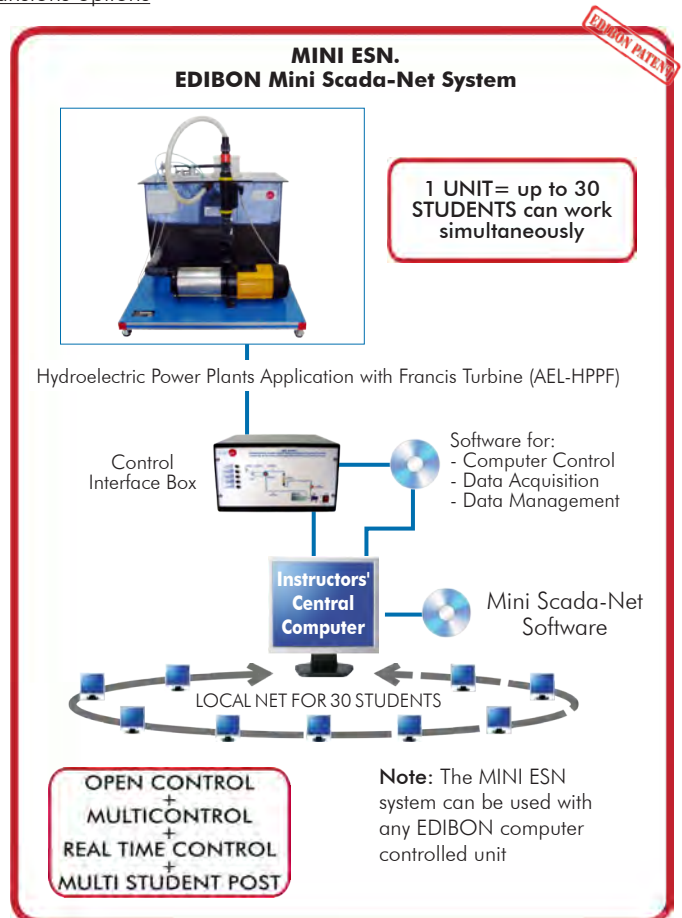 EDIBON PATENT
MINI ESN.
EDIBON Mini Scada-Net System
1 UNIT= up to 30
STUDENTS can work
simultaneously
Hydroelectric Power Plants Application with Francis Turbine (AEL-HPPF)
Control
Interface Box
Software for:
- Computer Control
- Data Acquisition
- Data Management
Instructors'
Central
Computer
Mini Scada-Net
Software
LOCAL NET FOR 30 STUDENTS
OPEN CONTROL
+
MULTICONTROL
+
REAL TIME CONTROL
+
MULTI STUDENT POST
Note: The MINI ESN
system can be used with
any EDIBON computer
controlled unit